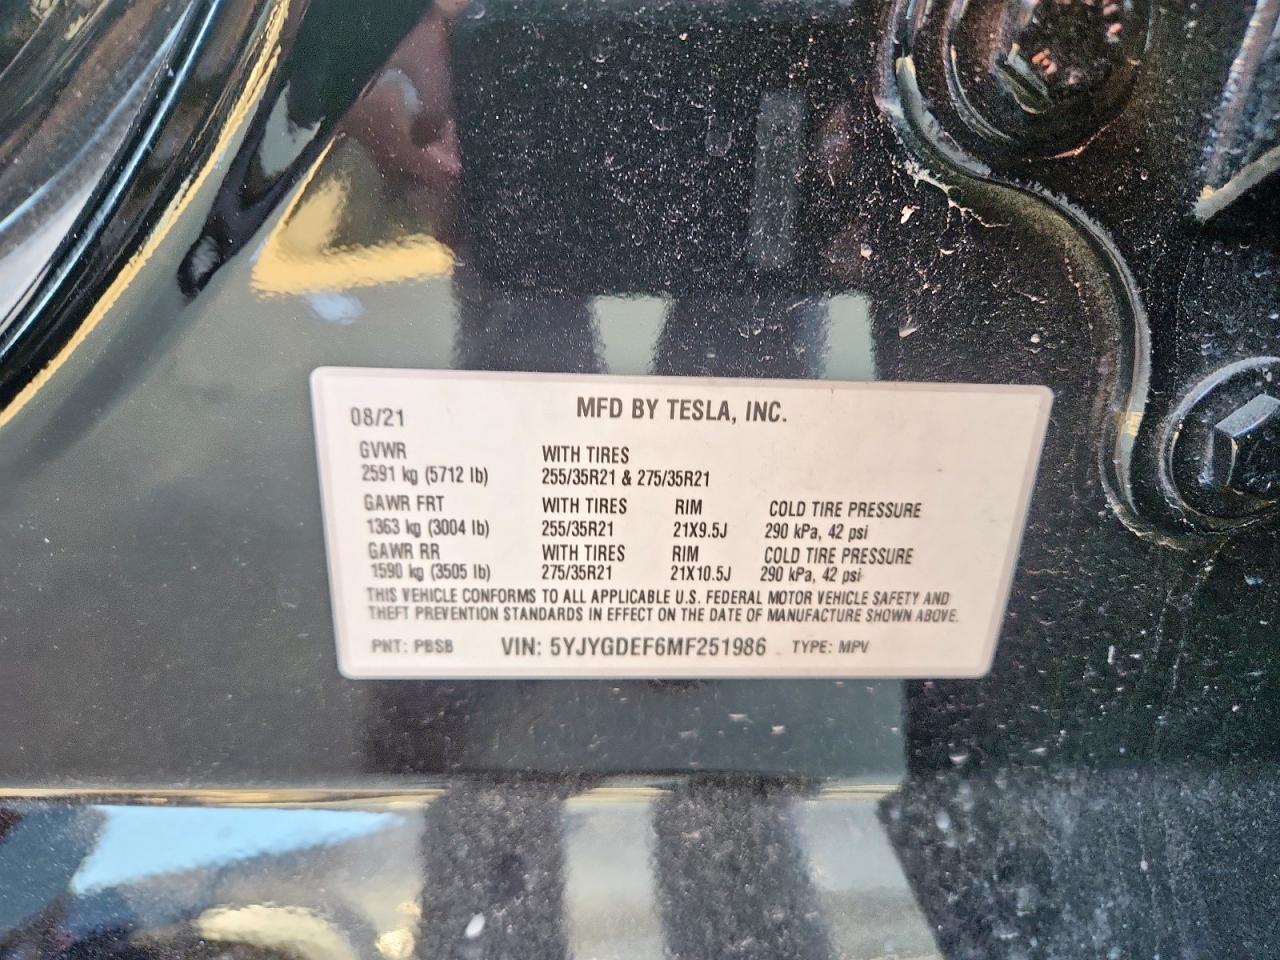 08/21 MFD BY TESLA, INC.
GVWR WITH TIRES
2591 kg (5712 lb) 255/35R21 & 275/35R21
GAWR FRT WITH TIRES RIM COLD TIRE PRESSURE
1363 kg (3004 lb) 255/35R21 21X9.5J 290 kPa, 42 psi
GAWR RR WITH TIRES RIM COLD TIRE PRESSURE
1590 kg (3505 lb) 275/35R21 21X10.5J 290 kPa, 42 psi
THIS VEHICLE CONFORMS TO ALL APPLICABLE U.S. FEDERAL MOTOR VEHICLE SAFETY AND
THEFT PREVENTION STANDARDS IN EFFECT ON THE DATE OF MANUFACTURE SHOWN ABOVE.
PNT: PBSB VIN: 5YJYGDEF6MF251986 TYPE: MPV